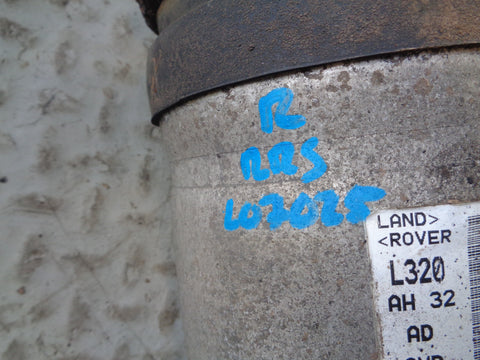 R
RRS
L02025
LAND>
<ROVER
L320
AH 32
AD